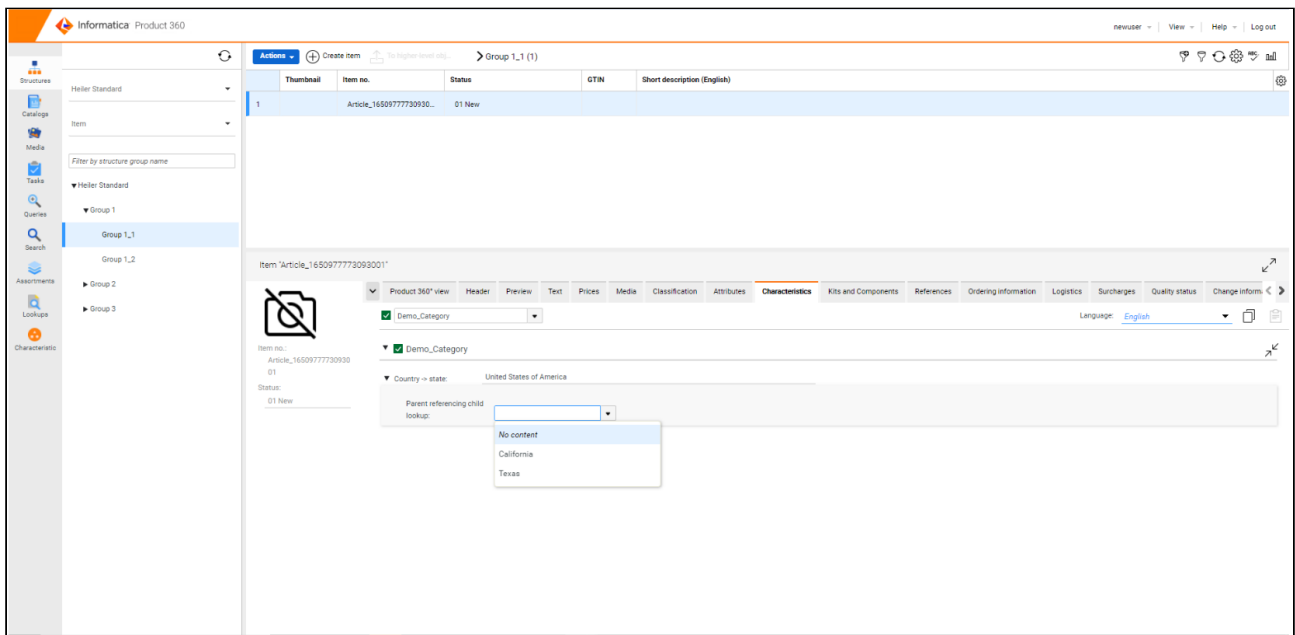 Informatica Product 360
newuser View Help Log out
Actions Create item To higher-level obj... Group 1_1 (1)
Structures
Catalogs
Media
Tasks
Queries
Search
Assortments
Lookups
Characteristic
Heiler Standard
Item
Filter by structure group name
Heiler Standard
Group 1
Group 1_1
Group 1_2
Group 2
Group 3
Thumbnail Item no. Status GTIN Short description (English)
1 Article_16509777730930... 01 New
Item "Article_1650977773093001"
Product 360° view Header Preview Text Prices Media Classification Attributes Characteristics Kits and Components References Ordering information Logistics Surcharges Quality status Change inform
Demo_Category Language: English
Item no.:
Article_16509777730930
01
Status:
01 New
Demo_Category
Country -> state: United States of America
Parent referencing child
lookup:
No content
California
Texas